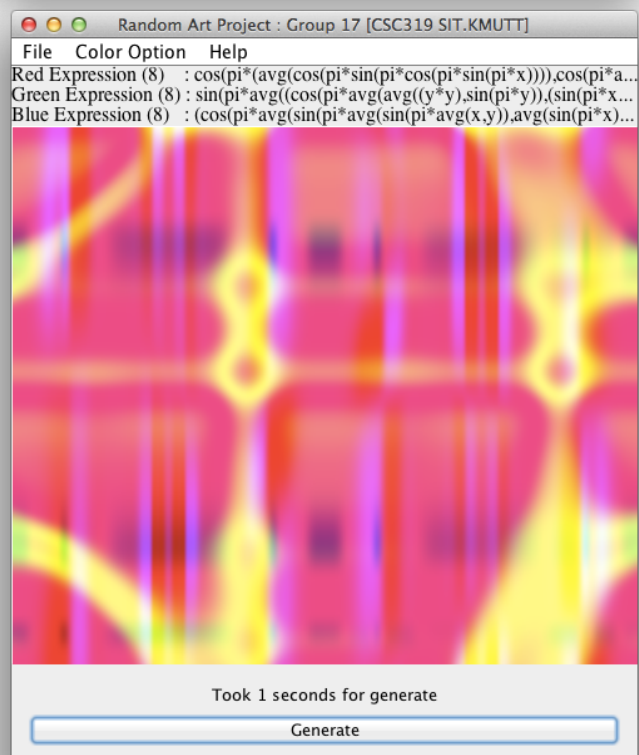 Random Art Project : Group 17 [CSC319 SIT.KMUTT]
File Color Option Help
Red Expression (8) : cos(pi*(avg(cos(pi*sin(pi*cos(pi*sin(pi*x)))),cos(pi*a...
Green Expression (8) : sin(pi*avg((cos(pi*avg(avg((y*y),sin(pi*y)),(sin(pi*x...
Blue Expression (8) : (cos(pi*avg(sin(pi*avg(sin(pi*avg(x,y)),avg(sin(pi*x)...
Took 1 seconds for generate
Generate